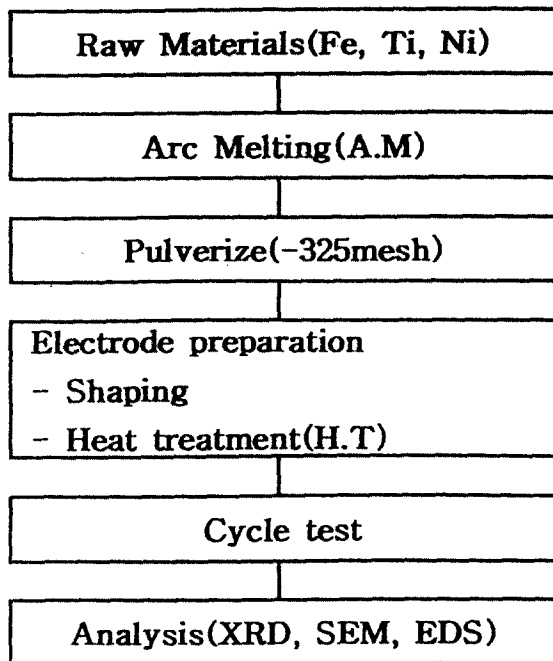 Raw Materials(Fe, Ti, Ni)
Arc Melting(A.M)
Pulverize(-325mesh)
Electrode preparation
- Shaping
- Heat treatment(H.T)
Cycle test
Analysis(XRD, SEM, EDS)